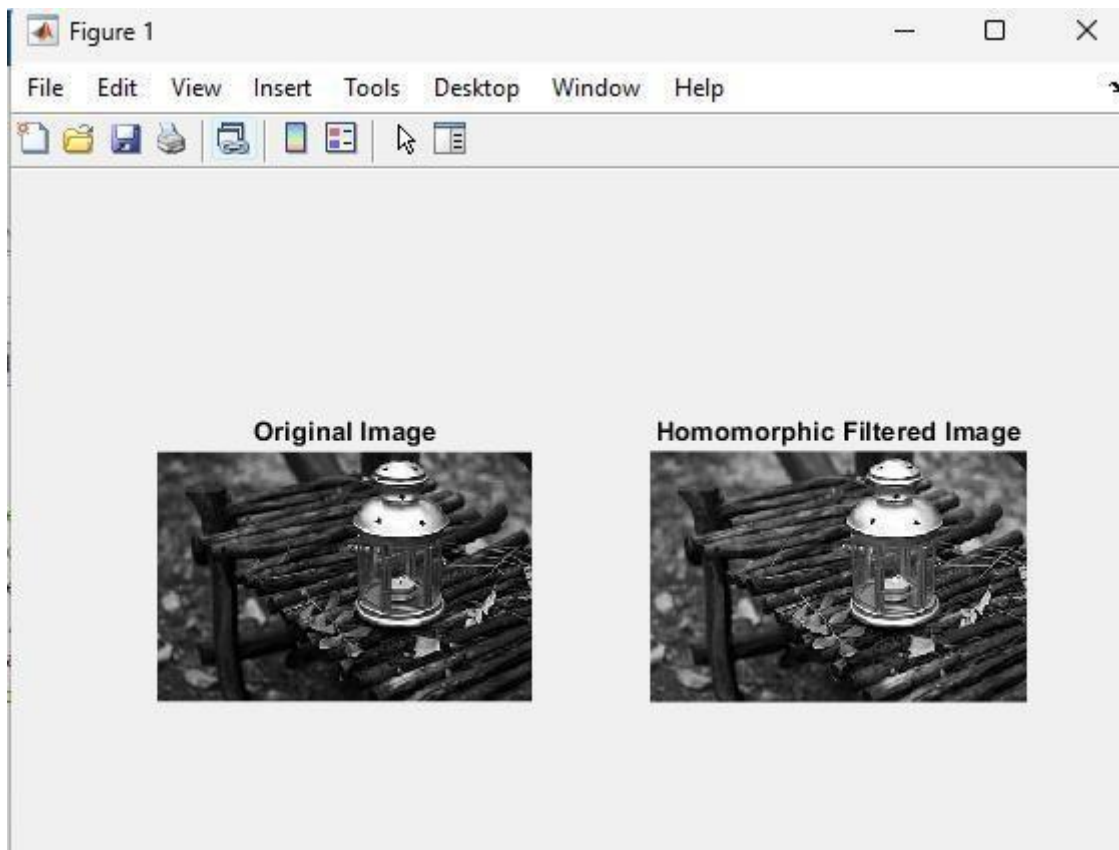 Figure 1
File Edit View Insert Tools Desktop Window Help
Original Image
Homomorphic Filtered Image